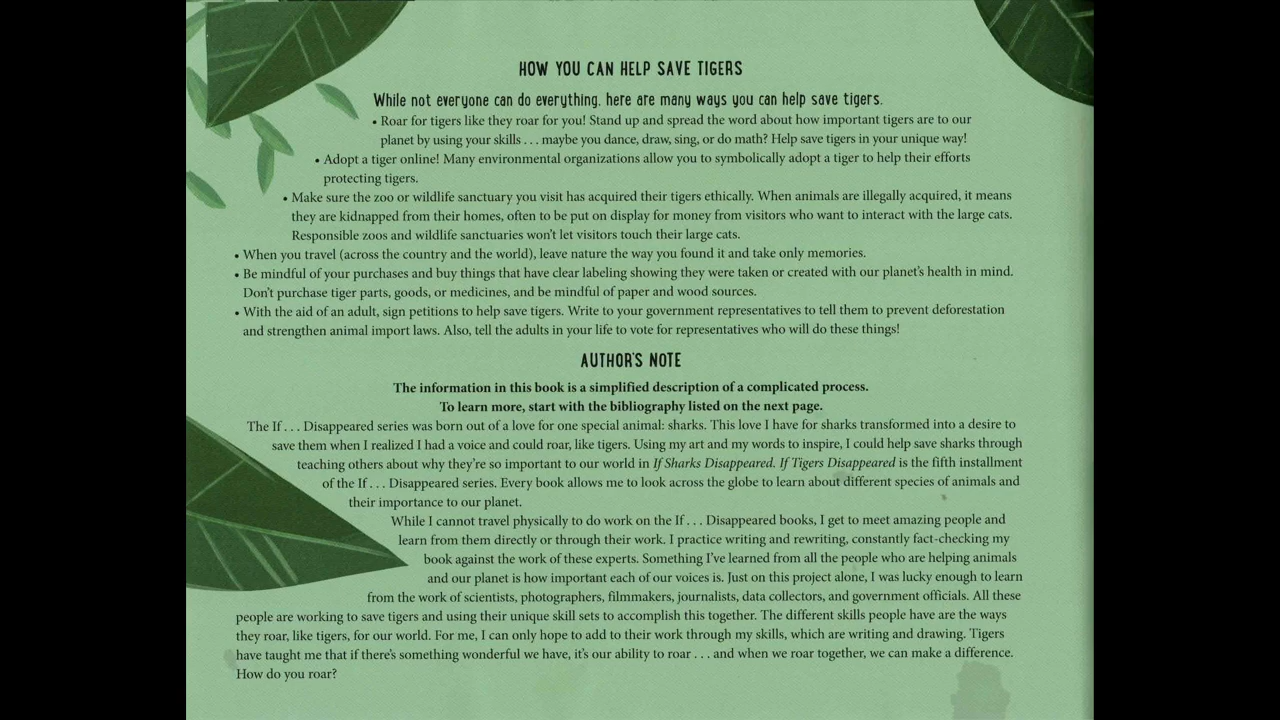 HOW YOU CAN HELP SAVE TIGERS
While not everyone can do everything, here are many ways you can help save tigers.
• Roar for tigers like they roar for you! Stand up and spread the word about how important tigers are to our
planet by using your skills . . . maybe you dance, draw, sing, or do math? Help save tigers in your unique way!
• Adopt a tiger online! Many environmental organizations allow you to symbolically adopt a tiger to help their efforts
protecting tigers.
• Make sure the zoo or wildlife sanctuary you visit has acquired their tigers ethically. When animals are illegally acquired, it means
they are kidnapped from their homes, often to be put on display for money from visitors who want to interact with the large cats.
Responsible zoos and wildlife sanctuaries won't let visitors touch their large cats.
• When you travel (across the country and the world), leave nature the way you found it and take only memories.
• Be mindful of your purchases and buy things that have clear labeling showing they were taken or created with our planet's health in mind.
Don't purchase tiger parts, goods, or medicines, and be mindful of paper and wood sources.
• With the aid of an adult, sign petitions to help save tigers. Write to your government representatives to tell them to prevent deforestation
and strengthen animal import laws. Also, tell the adults in your life to vote for representatives who will do these things!
AUTHOR'S NOTE
The information in this book is a simplified description of a complicated process.
To learn more, start with the bibliography listed on the next page.
The If . . . Disappeared series was born out of a love for one special animal: sharks. This love I have for sharks transformed into a desire to
save them when I realized I had a voice and could roar, like tigers. Using my art and my words to inspire, I could help save sharks through
teaching others about why they're so important to our world in If Sharks Disappeared. If Tigers Disappeared is the fifth installment
of the If . . . Disappeared series. Every book allows me to look across the globe to learn about different species of animals and
their importance to our planet.
While I cannot travel physically to do work on the If . . . Disappeared books, I get to meet amazing people and
learn from them directly or through their work. I practice writing and rewriting, constantly fact-checking my
book against the work of these experts. Something I've learned from all the people who are helping animals
and our planet is how important each of our voices is. Just on this project alone, I was lucky enough to learn
from the work of scientists, photographers, filmmakers, journalists, data collectors, and government officials. All these
people are working to save tigers and using their unique skill sets to accomplish this together. The different skills people have are the ways
they roar, like tigers, for our world. For me, I can only hope to add to their work through my skills, which are writing and drawing. Tigers
have taught me that if there's something wonderful we have, it's our ability to roar . . . and when we roar together, we can make a difference.
How do you roar?